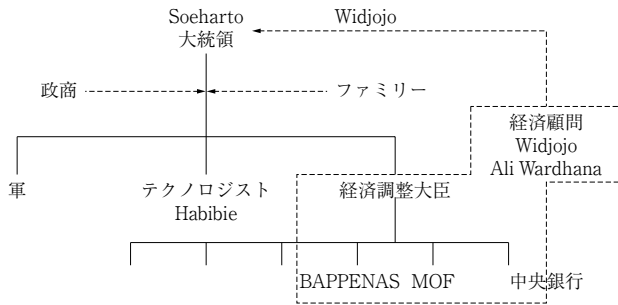 Soeharto
大統領
Widjojo
政商
ファミリー
経済顧問
Widjojo
Ali Wardhana
軍
テクノロジスト
Habibie
経済調整大臣
BAPPENAS MOF 中央銀行